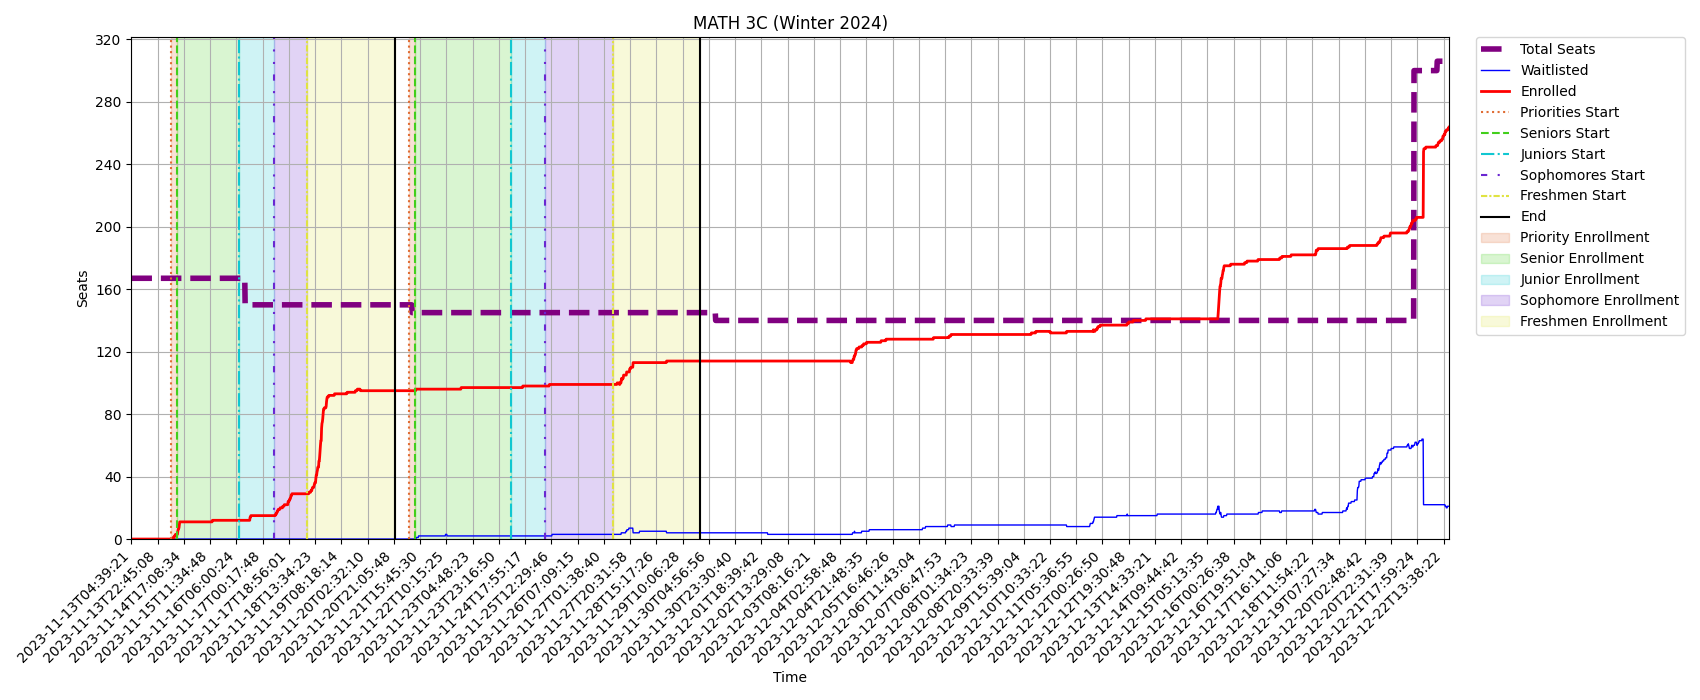 MATH 3C (Winter 2024)
320
280
240
200
160
120
80
40
0
Seats
2023-11-13T04:39:21
2023-11-13T22:45:08
2023-11-14T17:08:34
2023-11-15T11:34:48
2023-11-16T06:00:24
2023-11-17T00:17:48
2023-11-17T18:56:01
2023-11-18T13:34:23
2023-11-19T08:18:14
2023-11-20T02:32:10
2023-11-20T21:05:48
2023-11-21T15:45:30
2023-11-22T10:15:25
2023-11-23T04:48:23
2023-11-23T23:16:50
2023-11-24T17:55:17
2023-11-25T12:29:46
2023-11-26T07:09:15
2023-11-27T01:38:40
2023-11-27T20:31:58
2023-11-28T15:17:26
2023-11-29T10:06:28
2023-11-30T04:56:56
2023-11-30T23:30:40
2023-12-01T18:39:42
2023-12-02T13:29:08
2023-12-03T08:16:21
2023-12-04T02:58:48
2023-12-04T21:48:35
2023-12-05T16:46:26
2023-12-06T11:43:04
2023-12-07T06:47:53
2023-12-08T01:34:23
2023-12-08T20:33:39
2023-12-09T15:39:04
2023-12-10T10:33:22
2023-12-11T05:36:55
2023-12-12T00:26:50
2023-12-12T19:30:48
2023-12-13T14:33:21
2023-12-14T09:44:42
2023-12-15T05:13:35
2023-12-16T00:26:38
2023-12-16T19:51:04
2023-12-17T16:11:06
2023-12-18T11:54:22
2023-12-19T07:27:34
2023-12-20T02:48:42
2023-12-20T22:31:39
2023-12-21T17:59:24
2023-12-22T13:38:22
Time
Total Seats
Waitlisted
Enrolled
Priorities Start
Seniors Start
Juniors Start
Sophomores Start
Freshmen Start
End
Priority Enrollment
Senior Enrollment
Junior Enrollment
Sophomore Enrollment
Freshmen Enrollment